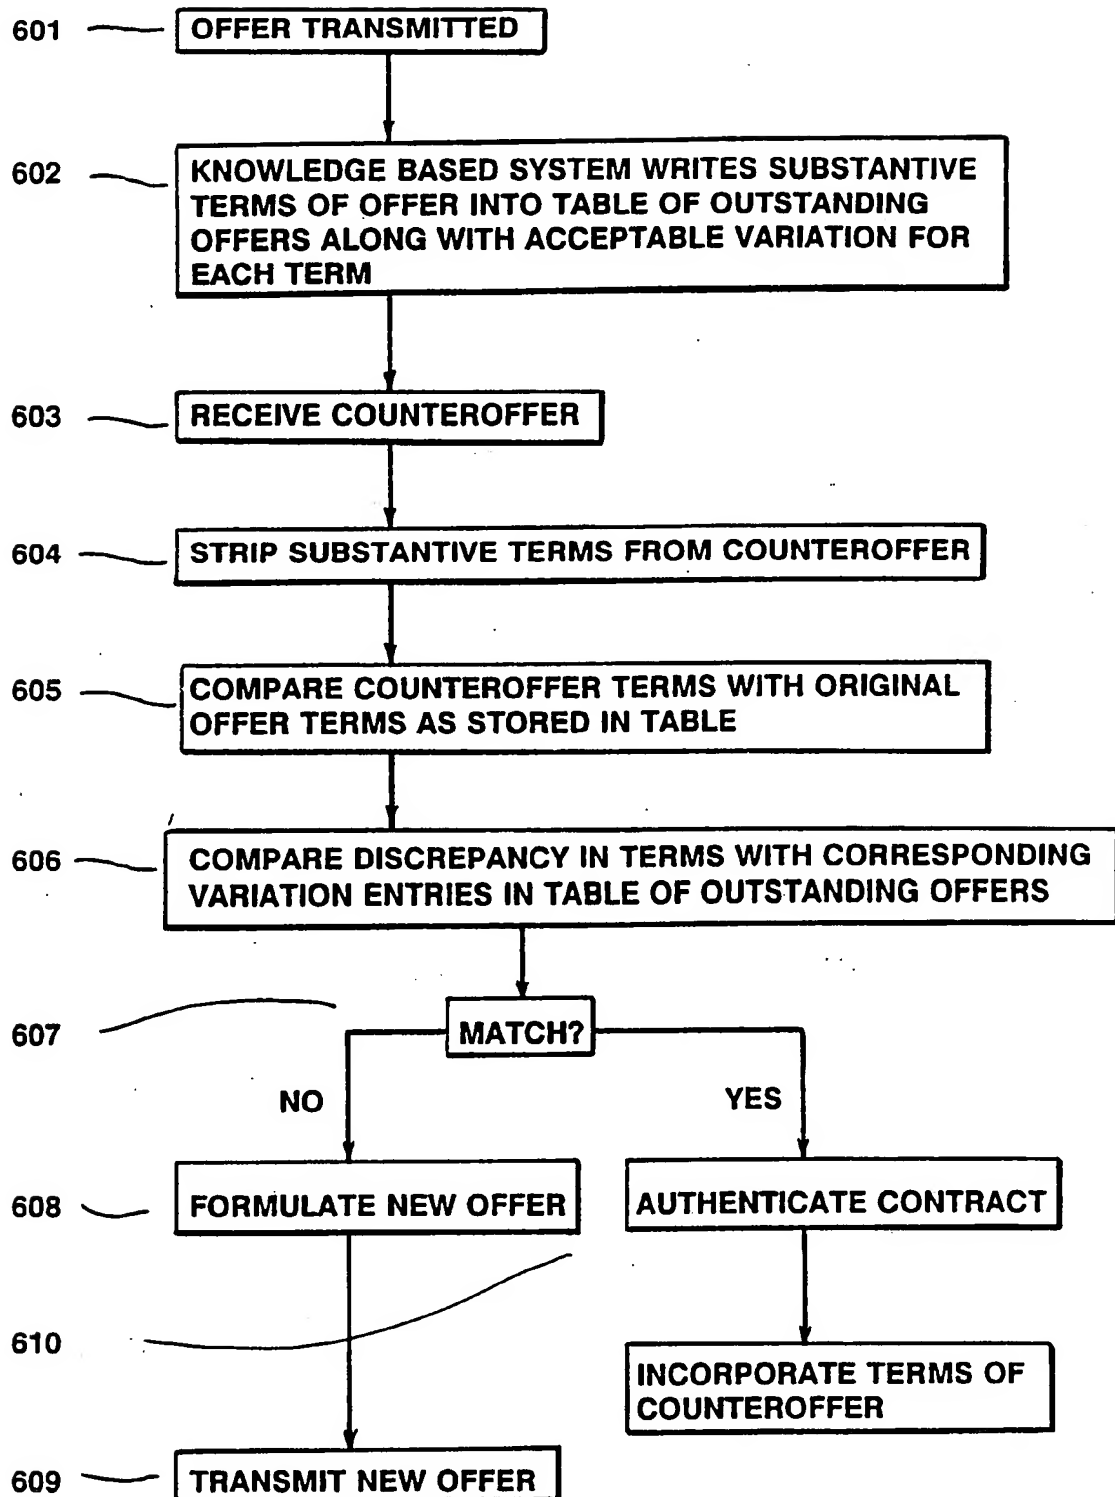 601 OFFER TRANSMITTED
602 KNOWLEDGE BASED SYSTEM WRITES SUBSTANTIVE
TERMS OF OFFER INTO TABLE OF OUTSTANDING
OFFERS ALONG WITH ACCEPTABLE VARIATION FOR
EACH TERM
603 RECEIVE COUNTEROFFER
604 STRIP SUBSTANTIVE TERMS FROM COUNTEROFFER
605 COMPARE COUNTEROFFER TERMS WITH ORIGINAL
OFFER TERMS AS STORED IN TABLE
606 COMPARE DISCREPANCY IN TERMS WITH CORRESPONDING
VARIATION ENTRIES IN TABLE OF OUTSTANDING OFFERS
607 MATCH?
NO YES
608 FORMULATE NEW OFFER AUTHENTICATE CONTRACT
610
INCORPORATE TERMS OF
COUNTEROFFER
609 TRANSMIT NEW OFFER